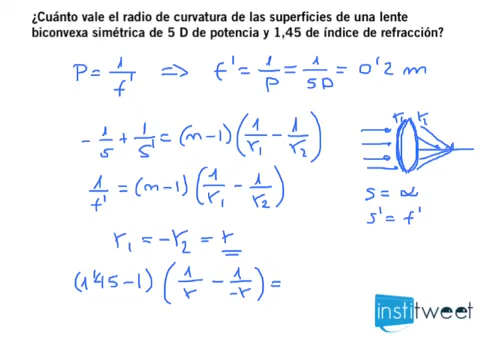 ¿Cuánto vale el radio de curvatura de las superficies de una lente
biconvexa simétrica de 5 D de potencia y 1,45 de índice de refracción?
P = 1/f' => f' = 1/P = 1/5D = 0'2 m
-1/s + 1/s' = (n-1)(1/r₁ - 1/r₂)
r₁ r₂
1/f' = (n-1)(1/r₁ - 1/r₂)
s = ∞
s' = f'
r₁ = -r₂ = r
(1'45-1)(1/r - 1/-r) =
institweet